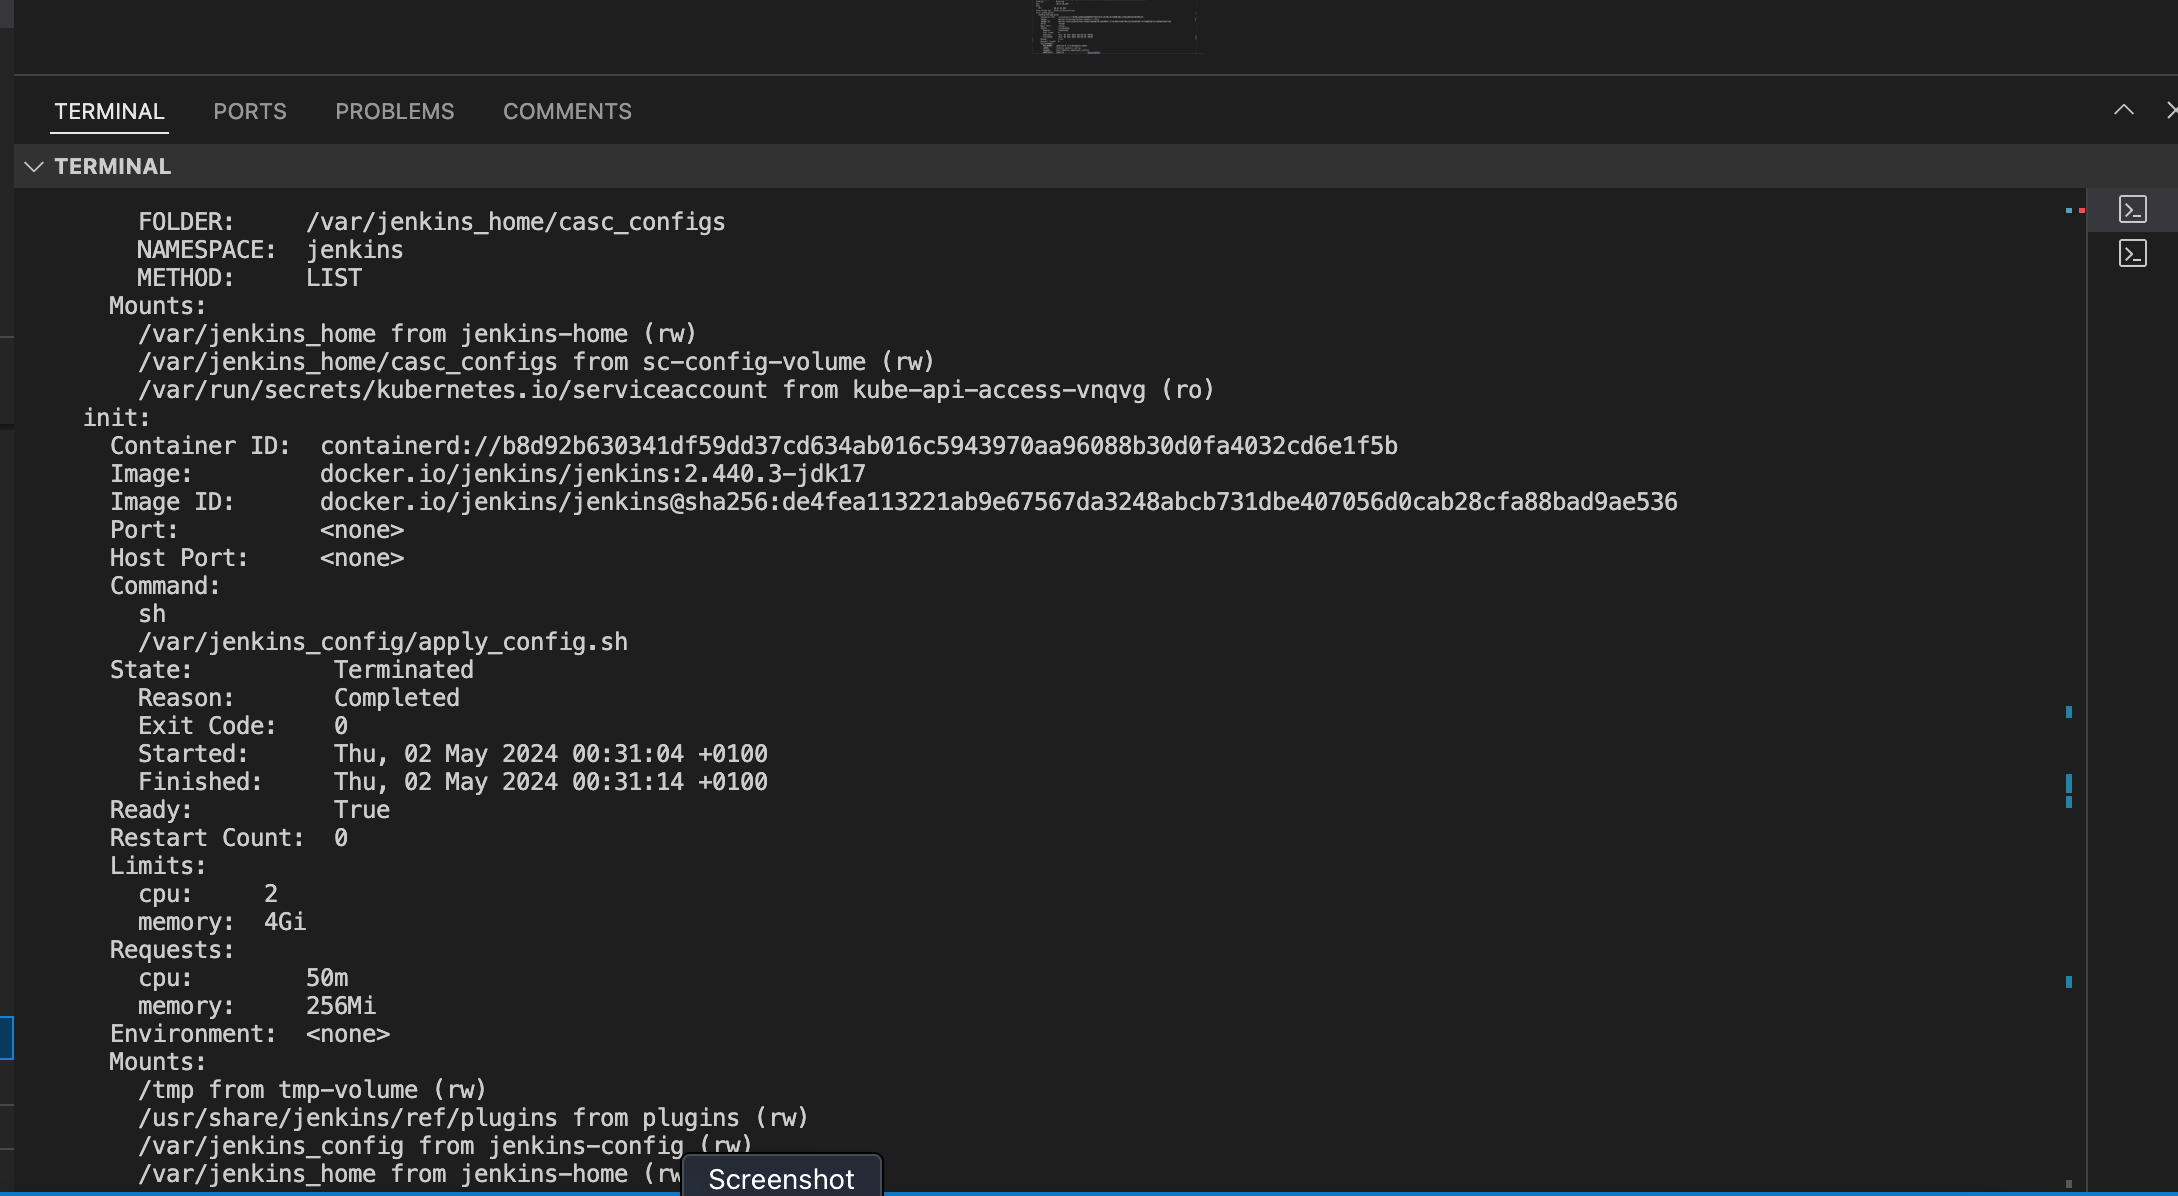 TERMINAL PORTS PROBLEMS COMMENTS
TERMINAL
FOLDER: /var/jenkins_home/casc_configs
NAMESPACE: jenkins
METHOD: LIST
Mounts:
/var/jenkins_home from jenkins-home (rw)
/var/jenkins_home/casc_configs from sc-config-volume (rw)
/var/run/secrets/kubernetes.io/serviceaccount from kube-api-access-vnqvg (ro)
init:
Container ID: containerd://b8d92b630341df59dd37cd634ab016c5943970aa96088b30d0fa4032cd6e1f5b
Image: docker.io/jenkins/jenkins:2.440.3-jdk17
Image ID: docker.io/jenkins/jenkins@sha256:de4fea113221ab9e67567da3248abcb731dbe407056d0cab28cfa88bad9ae536
Port: <none>
Host Port: <none>
Command:
sh
/var/jenkins_config/apply_config.sh
State: Terminated
Reason: Completed
Exit Code: 0
Started: Thu, 02 May 2024 00:31:04 +0100
Finished: Thu, 02 May 2024 00:31:14 +0100
Ready: True
Restart Count: 0
Limits:
cpu: 2
memory: 4Gi
Requests:
cpu: 50m
memory: 256Mi
Environment: <none>
Mounts:
/tmp from tmp-volume (rw)
/usr/share/jenkins/ref/plugins from plugins (rw)
/var/jenkins_config from jenkins-config (rw)
/var/jenkins_home from jenkins-home (rw
Screenshot